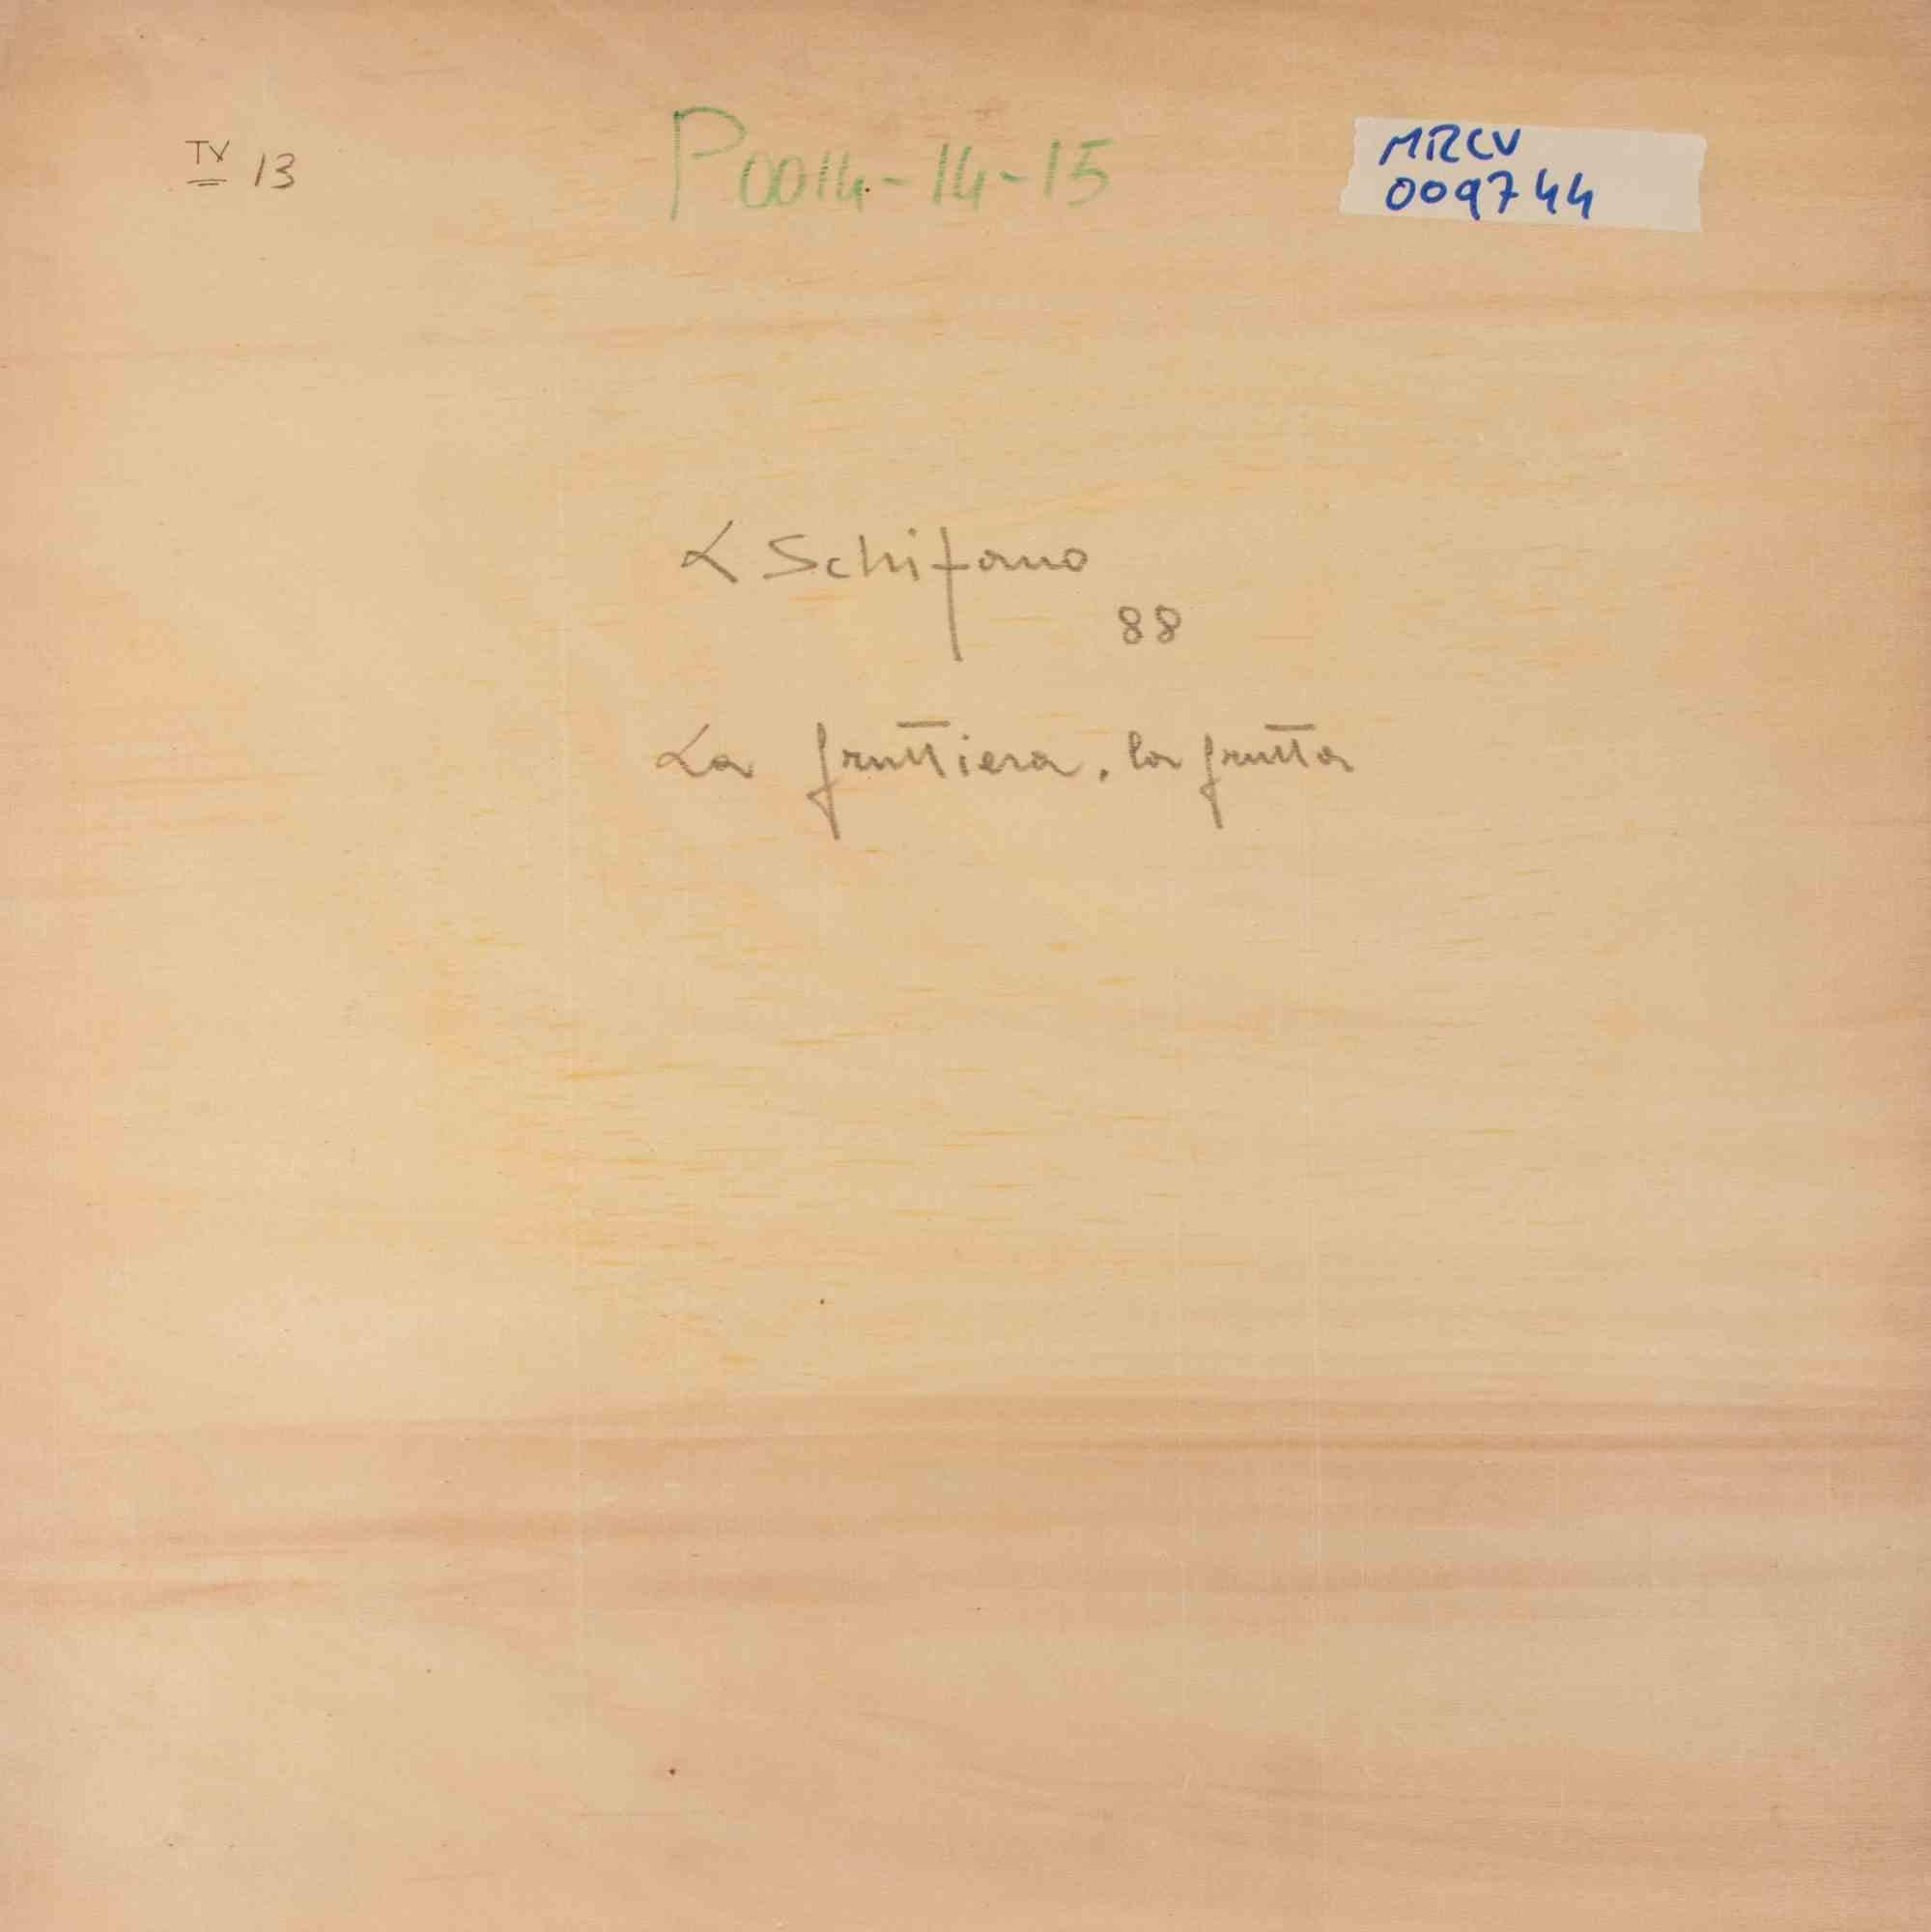 TV 13
P0014-14-15
MRCV
009744
L Schifano
88
La fruttiera. la frutta